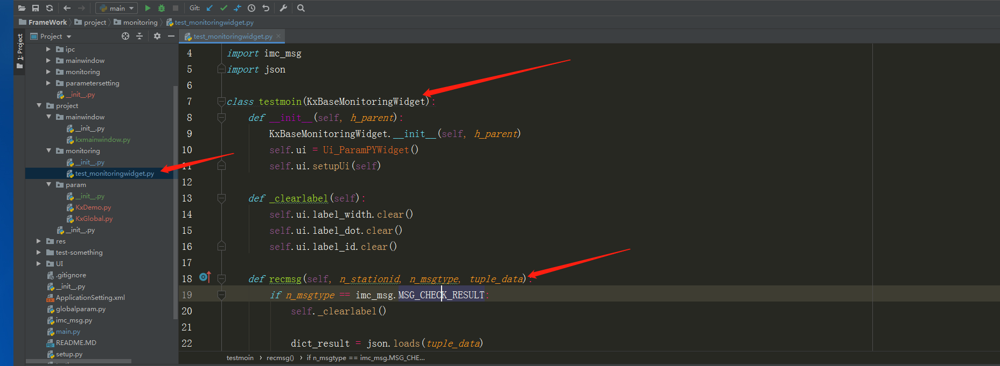 main
Git:
FrameWork
project
monitoring
test_monitoringwidget.py
1: Project
Project
ipc
mainwindow
monitoring
parametersetting
__init__.py
project
mainwindow
__init__.py
kxmainwindow.py
monitoring
__init__.py
test_monitoringwidget.py
param
__init__.py
KxDemo.py
KxGlobal.py
__init__.py
res
test-something
UI
.gitignore
__init__.py
ApplicationSetting.xml
globalparam.py
imc_msg.py
main.py
README.MD
setup.py
test_monitoringwidget.py
4 import imc_msg
5 import json
6
7 class testmoin(KxBaseMonitoringWidget):
8 def __init__(self, h_parent):
9 KxBaseMonitoringWidget.__init__(self, h_parent)
10 self.ui = Ui_ParamPYWidget()
11 self.ui.setupUi(self)
12
13 def _clearlabel(self):
14 self.ui.label_width.clear()
15 self.ui.label_dot.clear()
16 self.ui.label_id.clear()
17
18 def recmsg(self, n_stationid, n_msgtype, tuple_data):
19 if n_msgtype == imc_msg.MSG_CHECK_RESULT:
20 self._clearlabel()
21
22 dict_result = json.loads(tuple_data)
testmoin › recmsg() › if n_msgtype == imc_msg.MSG_CHE...